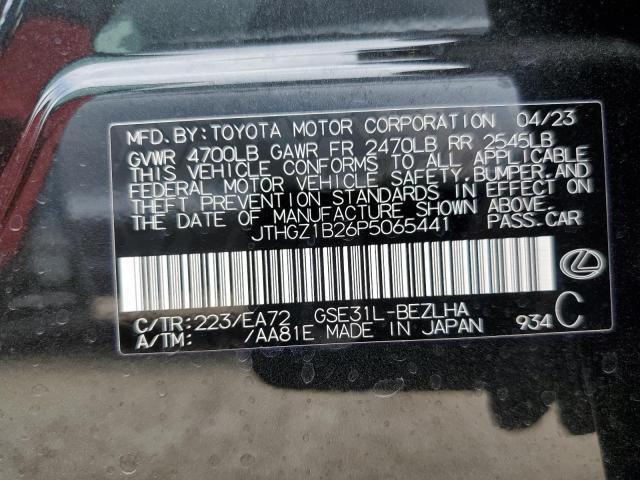 MFD.BY:TOYOTA MOTOR CORPORATION 04/23
GVWR 4700LB GAWR FR 2470LB RR 2545LB
THIS VEHICLE CONFORMS TO ALL APPLICABLE
FEDERAL MOTOR VEHICLE SAFETY,BUMPER,AND
THEFT PREVENTION STANDARDS IN EFFECT ON
THE DATE OF MANUFACTURE SHOWN ABOVE.
JTHGZ1B26P5065441 PASS.CAR
C/TR:223/EA72 GSE31L-BEZLHA
A/TM: /AA81E MADE IN JAPAN 934 C